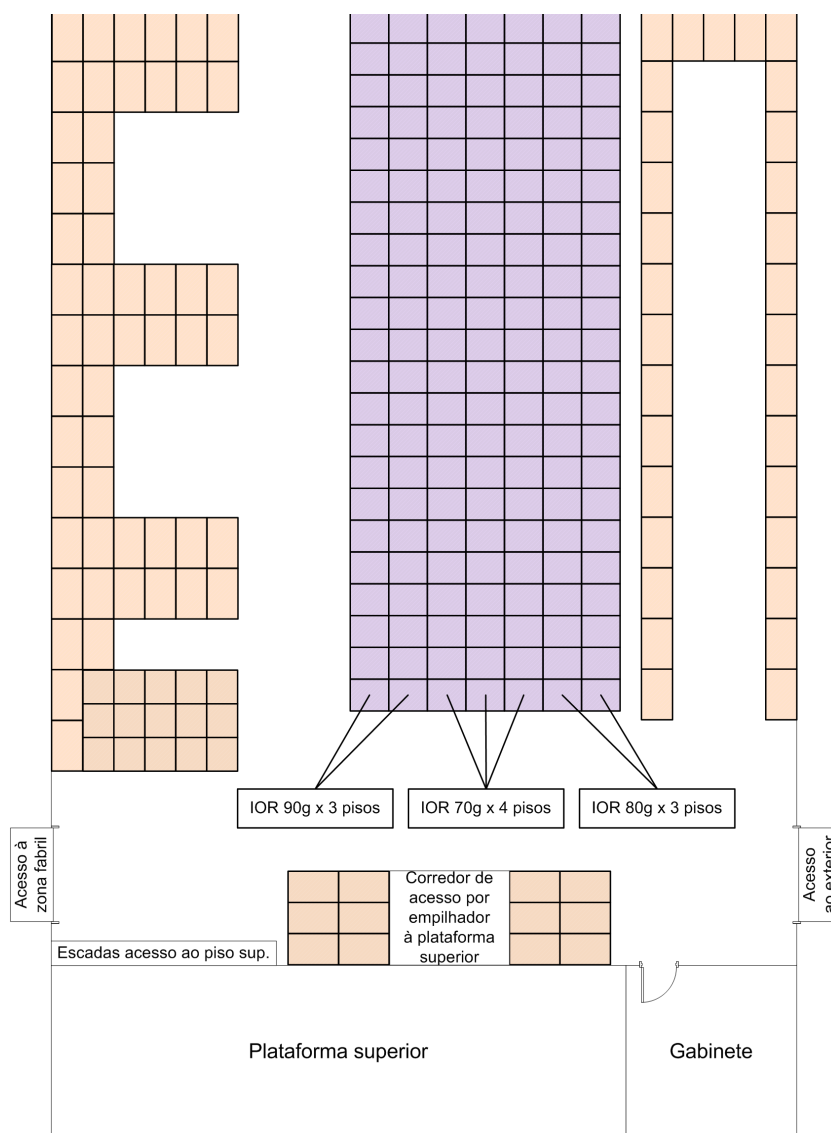 IOR 90g x 3 pisos
IOR 70g x 4 pisos
IOR 80g x 3 pisos
Acesso à
zona fabril
Acesso
ao exterior
Corredor de
acesso por
empilhador
à plataforma
superior
Escadas acesso ao piso sup.
Plataforma superior
Gabinete